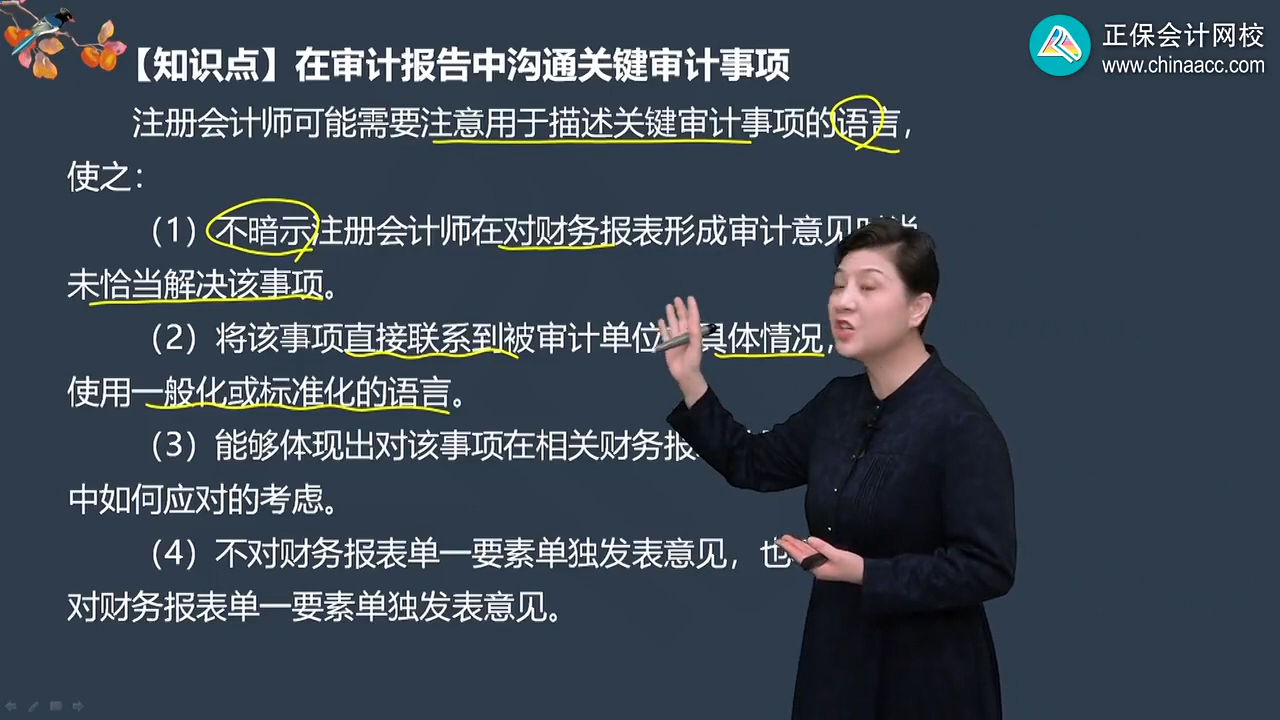 正保会计网校
www.chinaacc.com
【知识点】在审计报告中沟通关键审计事项
注册会计师可能需要注意用于描述关键审计事项的语言，
使之：
（1）不暗示注册会计师在对财务报表形成审计意见时尚
未恰当解决该事项。
（2）将该事项直接联系到被审计单位 具体情况，
使用一般化或标准化的语言。
（3）能够体现出对该事项在相关财务报
中如何应对的考虑。
（4）不对财务报表单一要素单独发表意见，也
对财务报表单一要素单独发表意见。